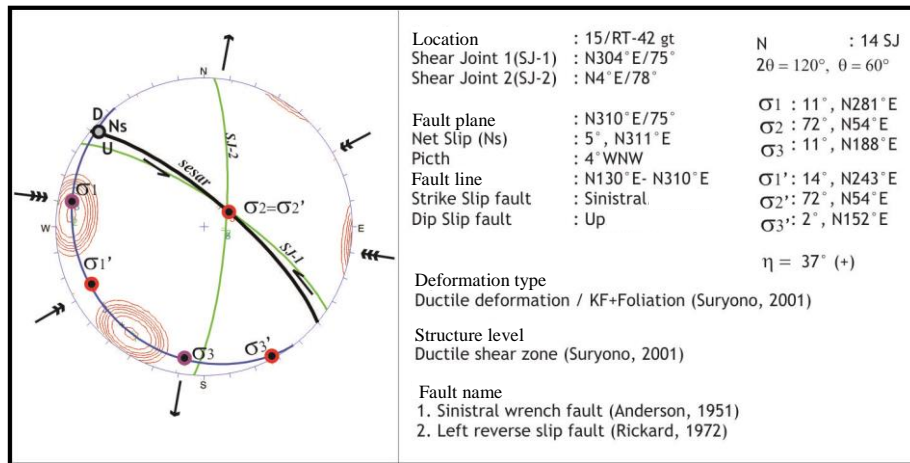 N
D
Ns
U
SJ-2
sesar
σ1
σ2=σ2'
W
E
SJ-1
σ1'
σ3
σ3'
S
Location : 15/RT-42 gt
Shear Joint 1(SJ-1) : N304°E/75°
Shear Joint 2(SJ-2) : N4°E/78°
Fault plane : N310°E/75°
Net Slip (Ns) : 5°, N311°E
Picth : 4°WNW
Fault line : N130°E- N310°E
Strike Slip fault : Sinistral
Dip Slip fault : Up
N : 14 SJ
2θ = 120°, θ = 60°
σ1 : 11°, N281°E
σ2 : 72°, N54°E
σ3 : 11°, N188°E
σ1' : 14°, N243°E
σ2' : 72°, N54°E
σ3' : 2°, N152°E
η = 37° (+)
Deformation type
Ductile deformation / KF+Foliation (Suryono, 2001)
Structure level
Ductile shear zone (Suryono, 2001)
Fault name
1. Sinistral wrench fault (Anderson, 1951)
2. Left reverse slip fault (Rickard, 1972)